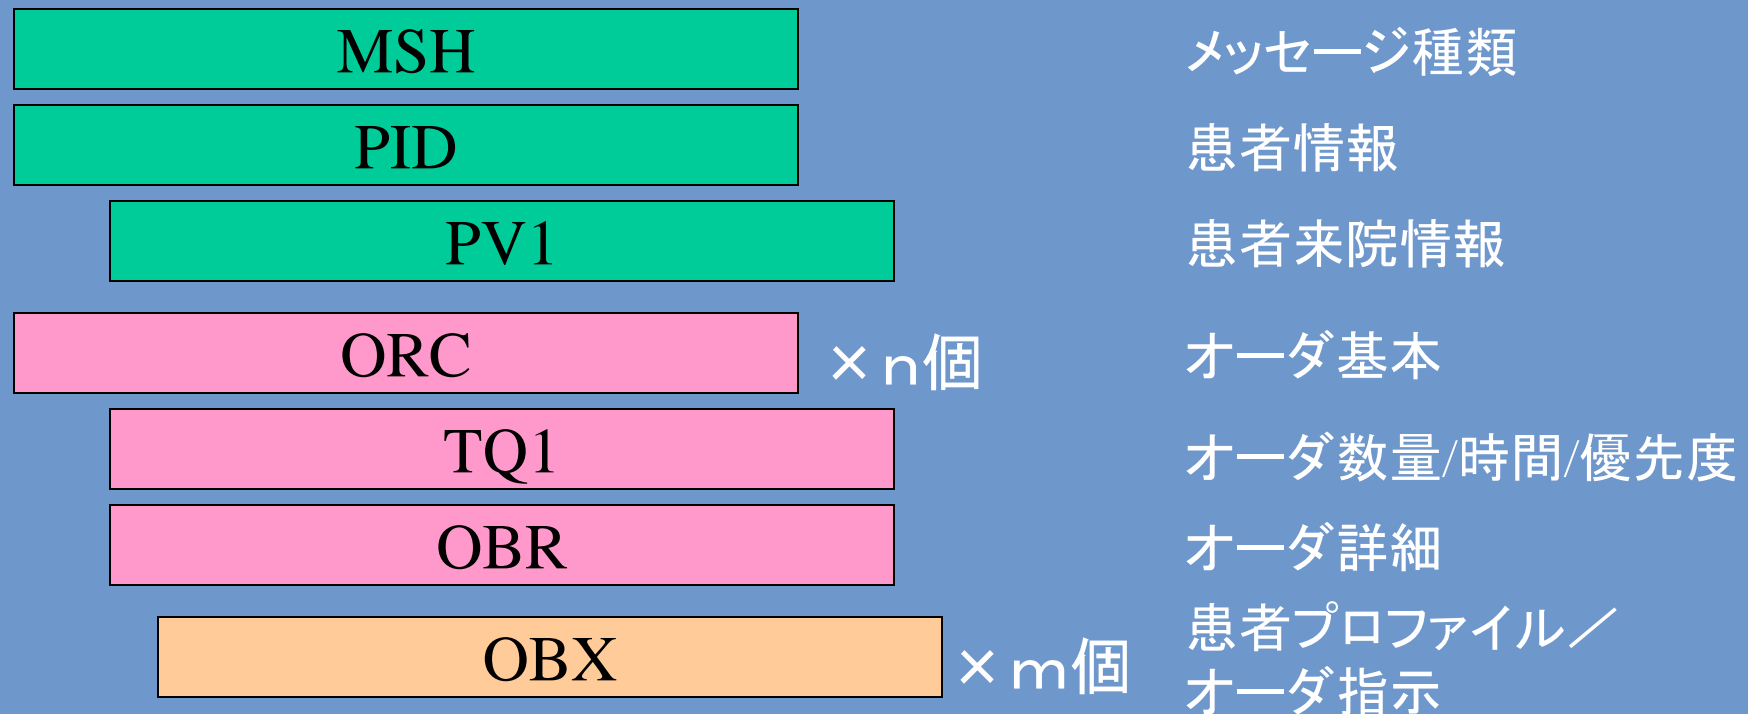 MSH メッセージ種類
PID 患者情報
PV1 患者来院情報
ORC ×n個 オーダ基本
TQ1 オーダ数量/時間/優先度
OBR オーダ詳細
患者プロファイル／
OBX ×m個 オーダ指示